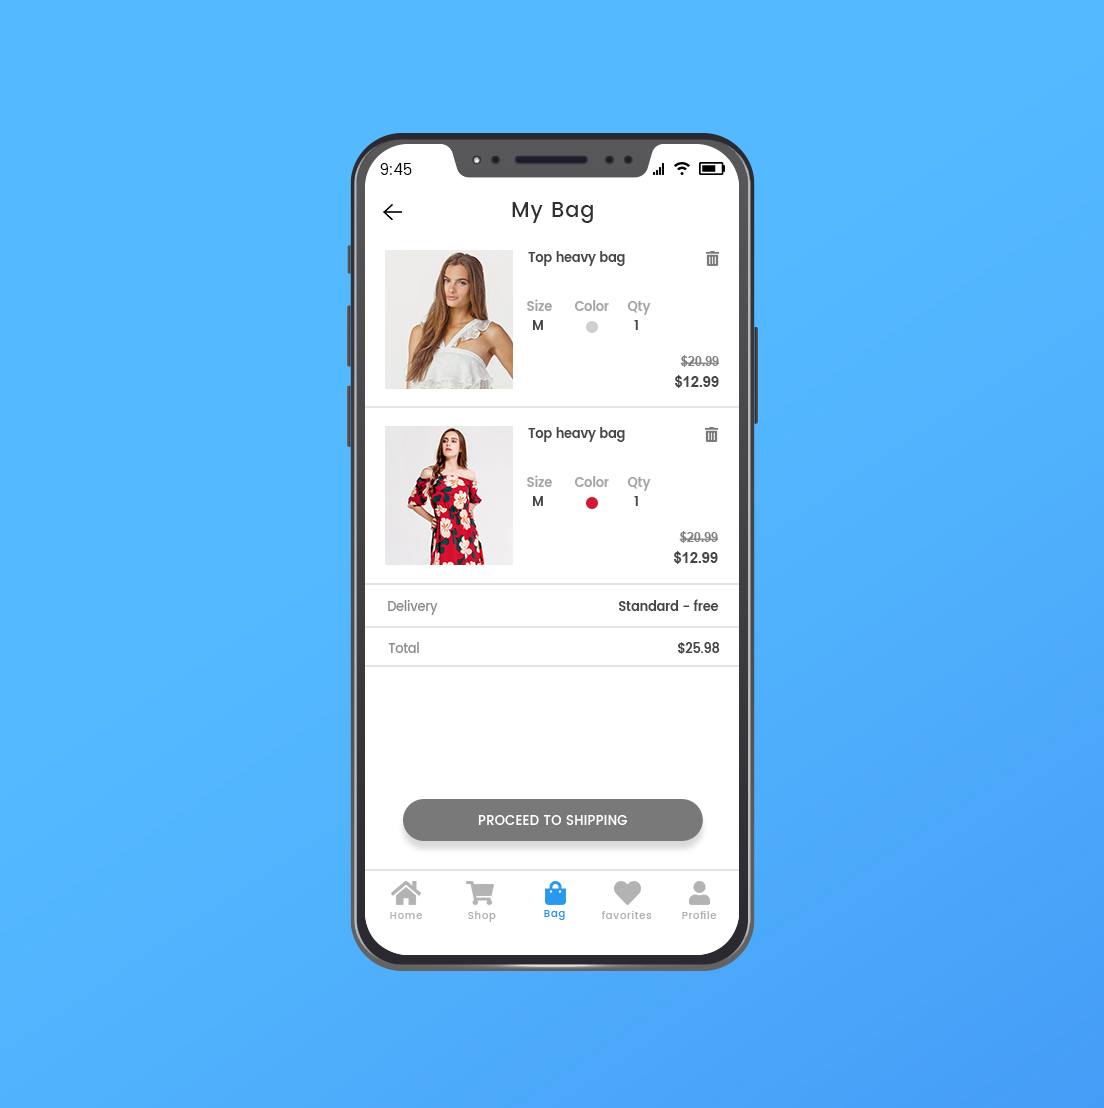 9:45
My Bag
Top heavy bag
Size Color Qty
M 1
$20.99
$12.99
Top heavy bag
Size Color Qty
M 1
$20.99
$12.99
Delivery Standard - free
Total $25.98
PROCEED TO SHIPPING
Home Shop Bag favorites Profile